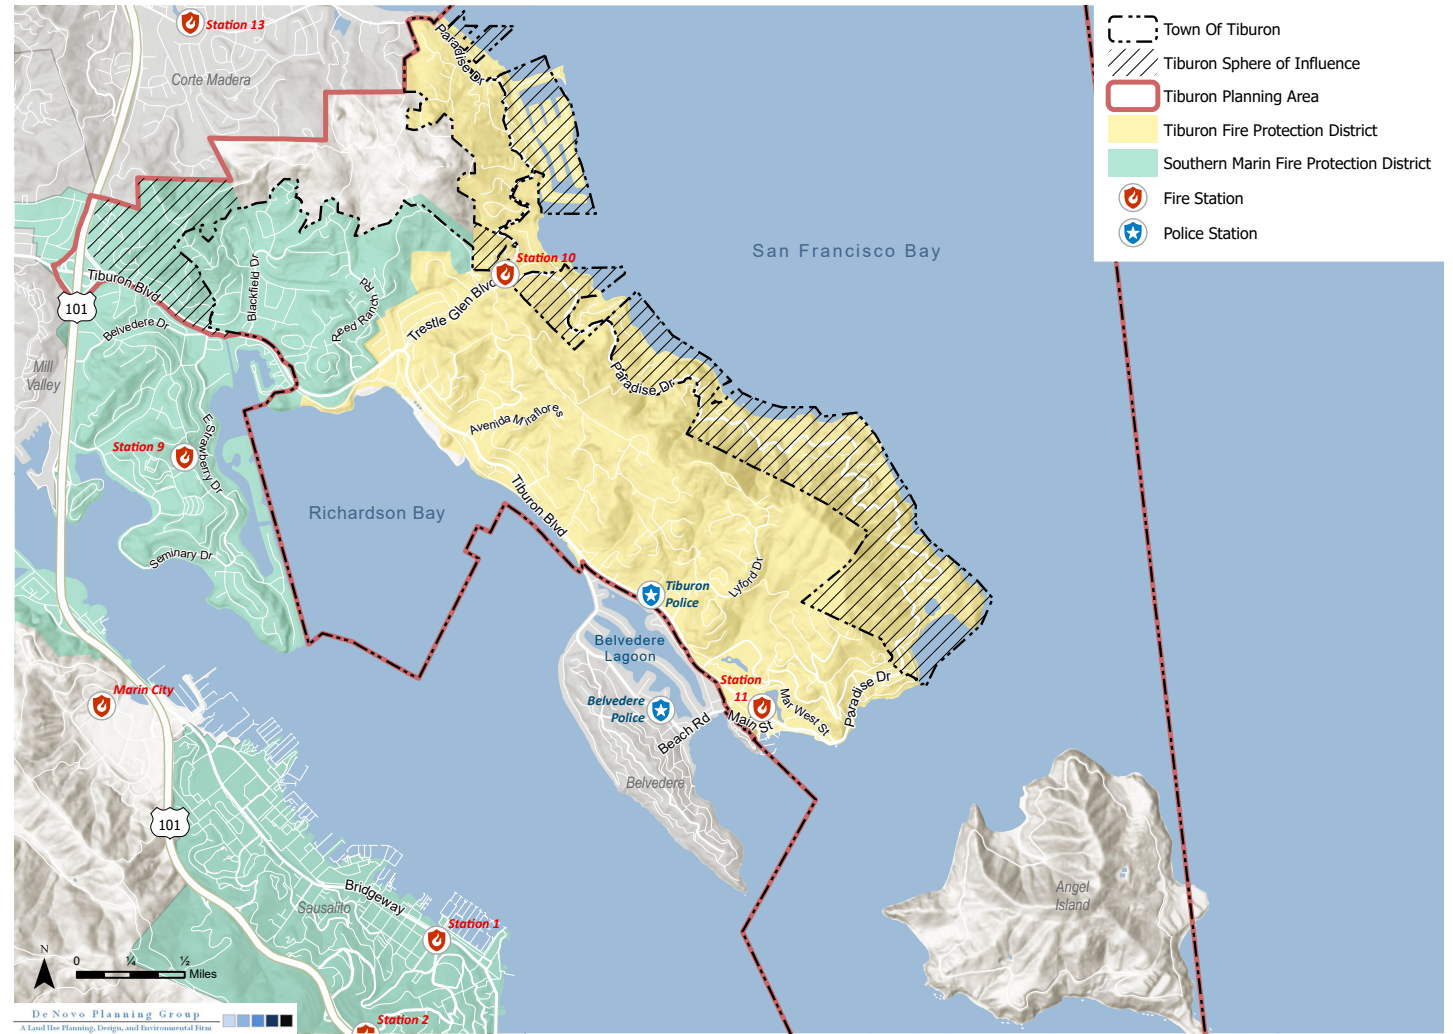 Station 13
Corte Madera
Paradise Dr
Town Of Tiburon
Tiburon Sphere of Influence
Tiburon Planning Area
Tiburon Fire Protection District
Southern Marin Fire Protection District
Fire Station
Police Station
San Francisco Bay
Station 10
Tiburon Blvd
101
Blackfield Dr
Reed Ranch Rd
Trestle Glen Blvd
Belvedere Dr
Mill
Valley
Paradise Dr
Avenida Miraflores
Station 9
E Strawberry Dr
Tiburon Blvd
Richardson Bay
Seminary Dr
Lyford Dr
Tiburon
Police
Belvedere
Lagoon
Station
11
Marin City
Belvedere
Police
Beach Rd
Main St
Mar West St
Paradise Dr
Belvedere
101
Angel
Island
Bridgeway
Sausalito
Station 1
N
0 ¼ ½
Miles
De Novo Planning Group
A Land Use Planning, Design, and Environmental Firm
Station 2